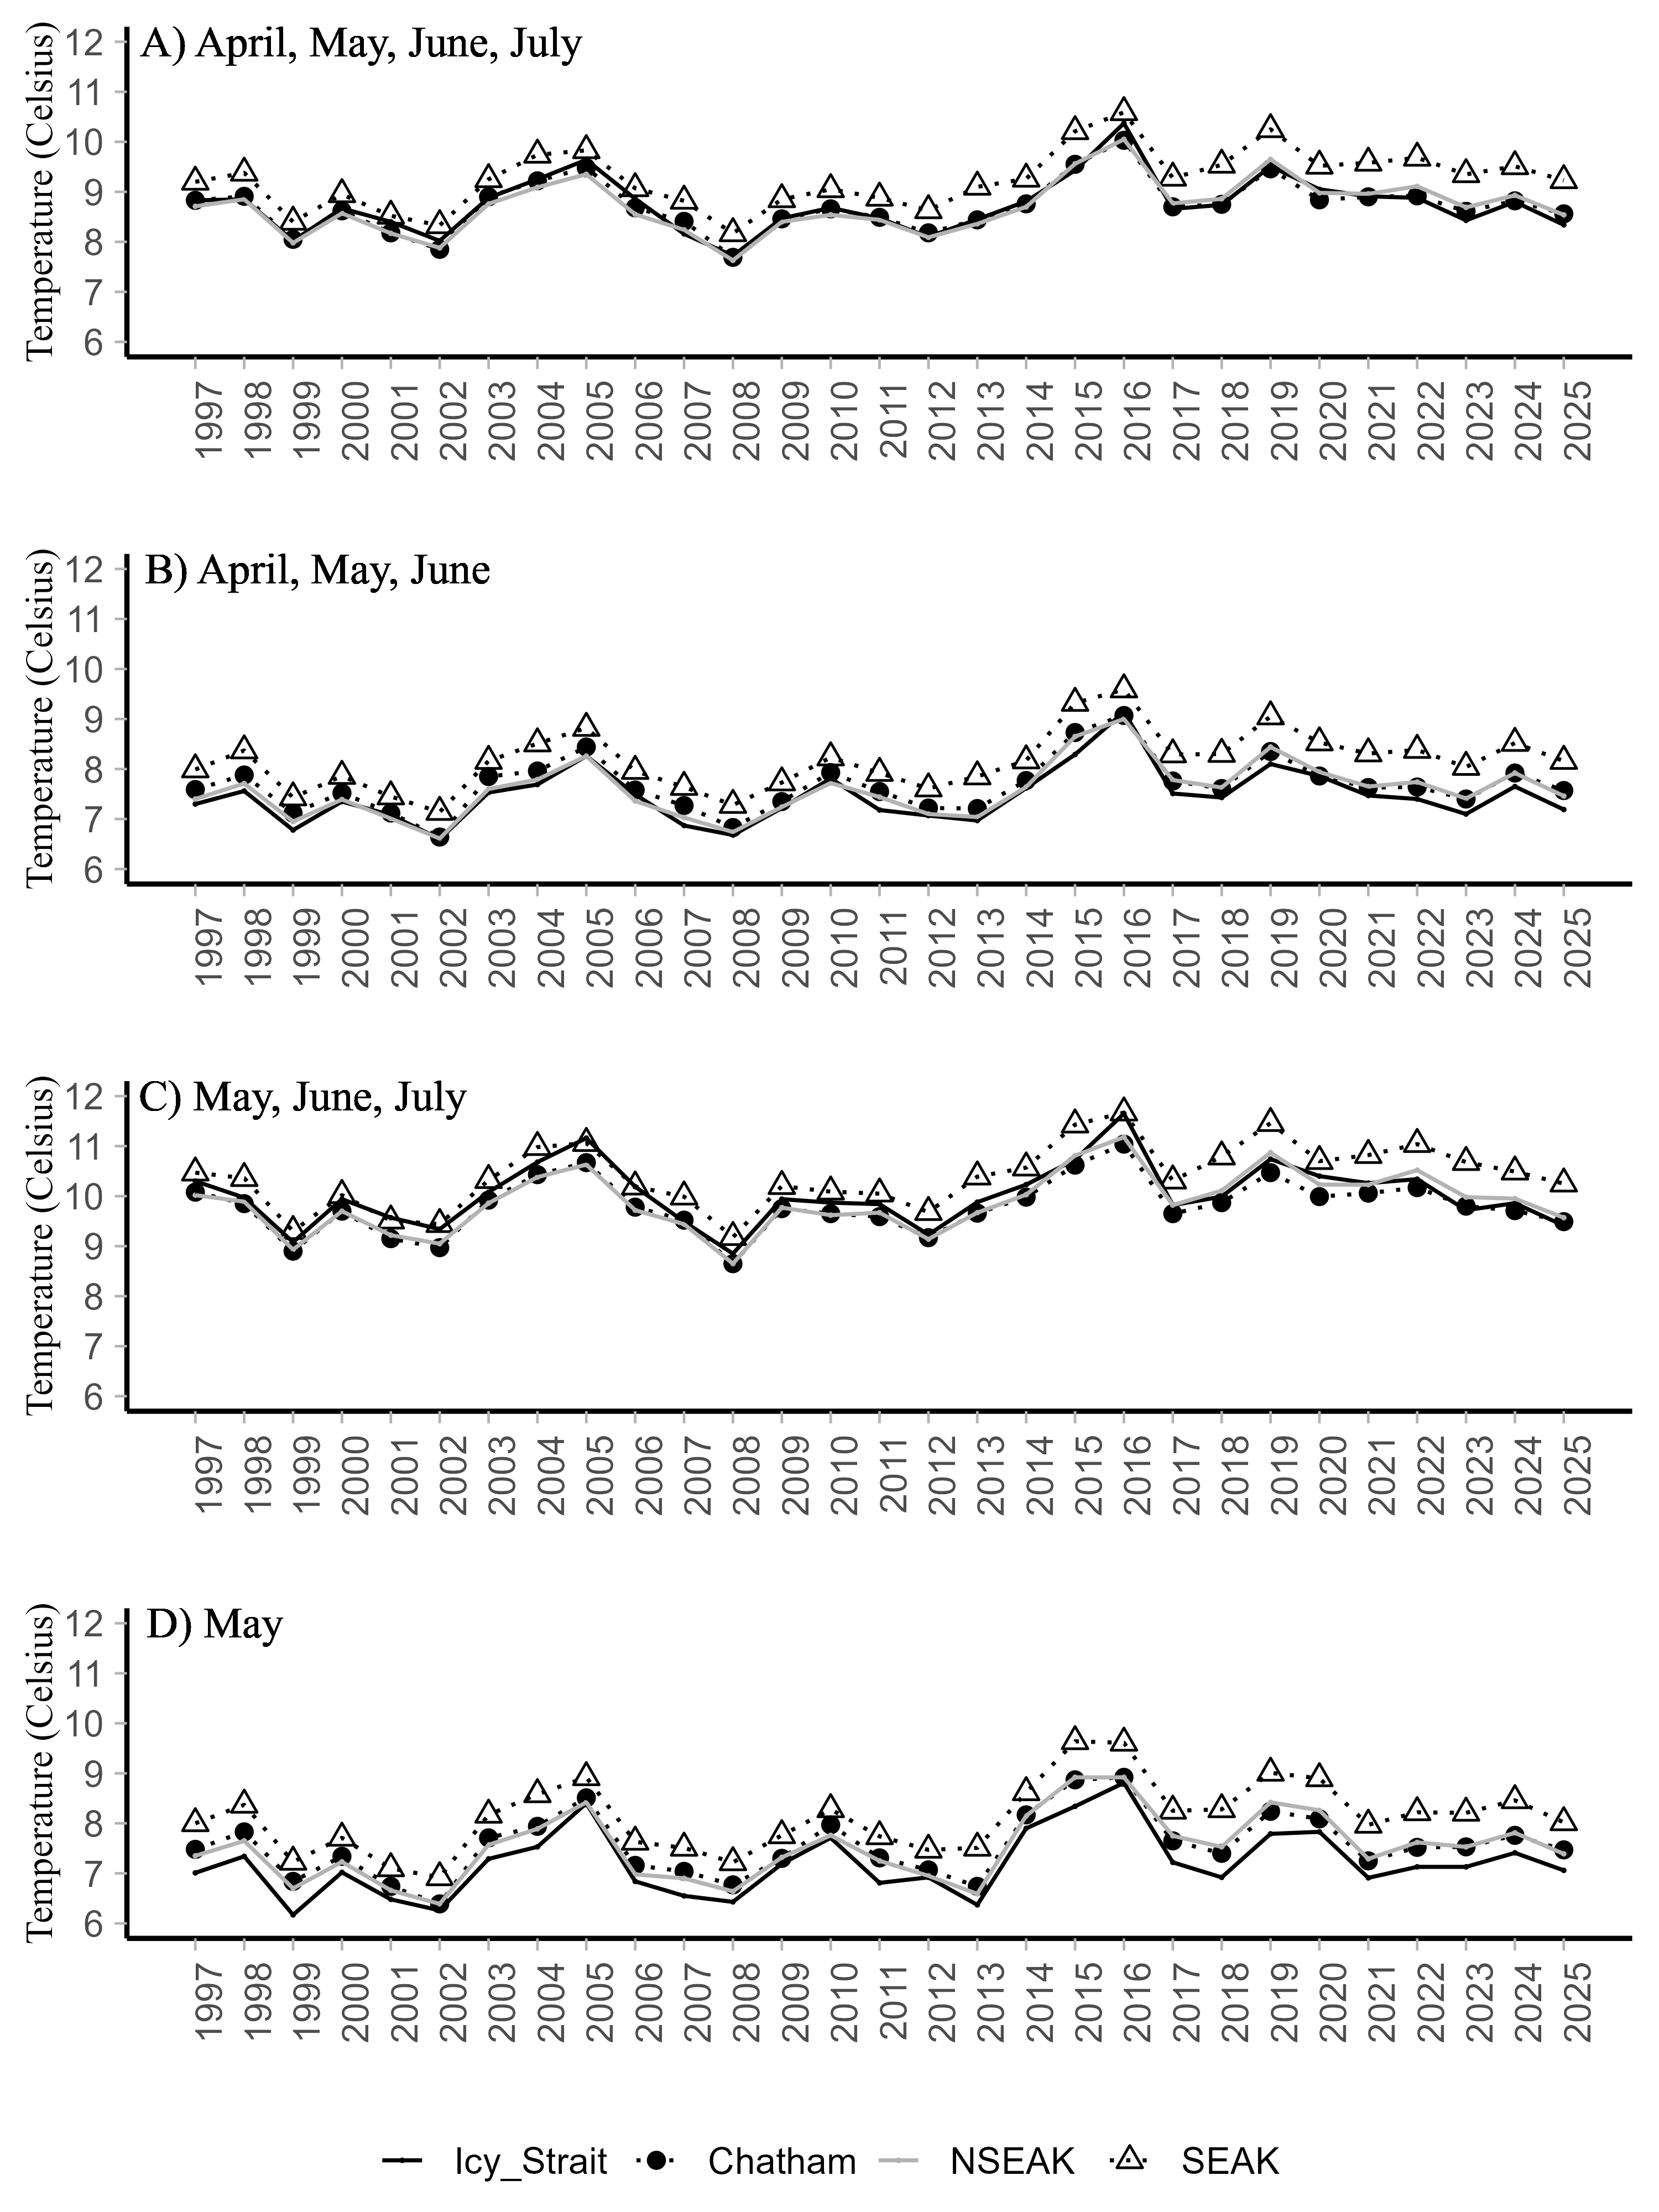 A) April, May, June, July
Temperature (Celsius)
12
11
10
9
8
7
6
1997 1998 1999 2000 2001 2002 2003 2004 2005 2006 2007 2008 2009 2010 2011 2012 2013 2014 2015 2016 2017 2018 2019 2020 2021 2022 2023 2024 2025
B) April, May, June
Temperature (Celsius)
12
11
10
9
8
7
6
1997 1998 1999 2000 2001 2002 2003 2004 2005 2006 2007 2008 2009 2010 2011 2012 2013 2014 2015 2016 2017 2018 2019 2020 2021 2022 2023 2024 2025
C) May, June, July
Temperature (Celsius)
12
11
10
9
8
7
6
1997 1998 1999 2000 2001 2002 2003 2004 2005 2006 2007 2008 2009 2010 2011 2012 2013 2014 2015 2016 2017 2018 2019 2020 2021 2022 2023 2024 2025
D) May
Temperature (Celsius)
12
11
10
9
8
7
6
1997 1998 1999 2000 2001 2002 2003 2004 2005 2006 2007 2008 2009 2010 2011 2012 2013 2014 2015 2016 2017 2018 2019 2020 2021 2022 2023 2024 2025
Icy_Strait Chatham NSEAK SEAK